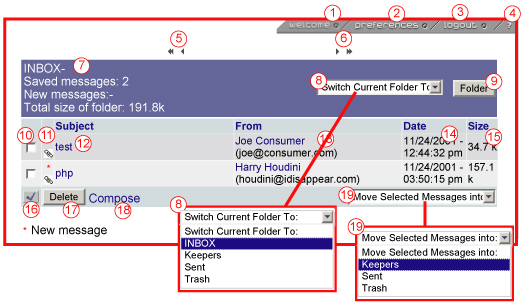 1 2 3 4
welcome preferences logout ?
5 6
INBOX- 7
Saved messages: 2
New messages:-
Total size of folder: 191.8k
8 Switch Current Folder To: 9
Folder
10 11 Subject From Date Size
12 test Joe Consumer 13 11/24/2001 - 14 34.7 k 15
(joe@consumer.com) 12:44:32 pm
* php Harry Houdini 11/24/2001 - 157.1
(houdini@idisappear.com) 03:50:15 pm k
16 Delete 17 Compose 18 19 Move Selected Messages into:
* New message
8 Switch Current Folder To:
Switch Current Folder To:
INBOX
Keepers
Sent
Trash
19
Move Selected Messages into:
Move Selected Messages into:
Keepers
Sent
Trash